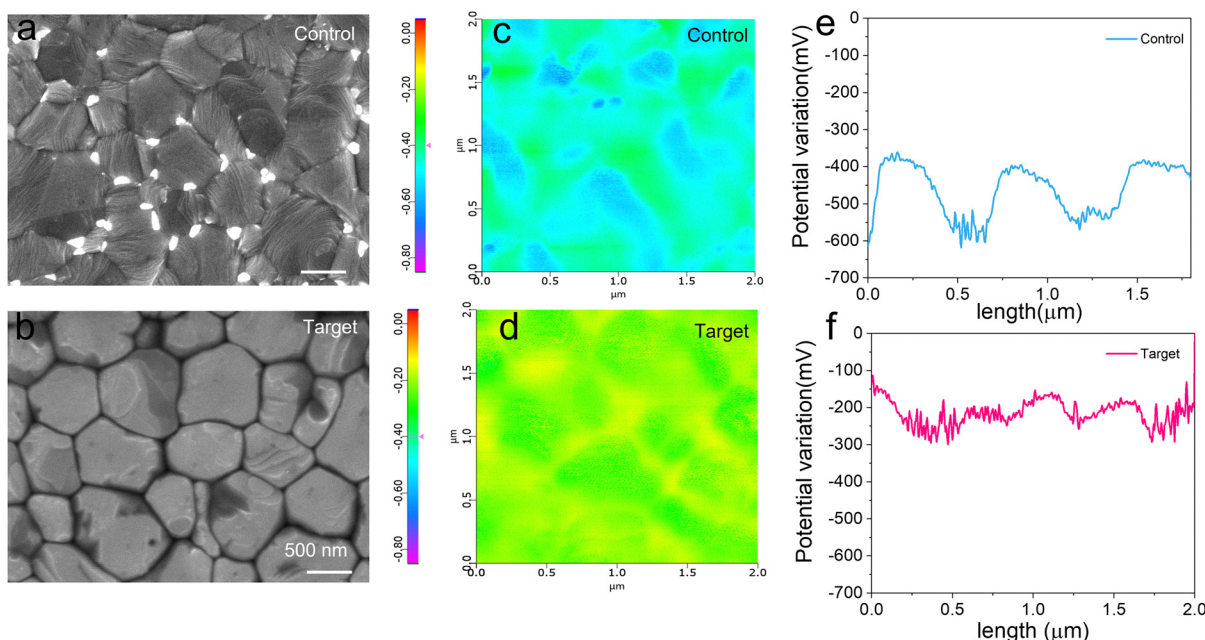 a
Control
0.00
-0.20
-0.40
-0.60
-0.80
c
Control
2.0
1.5
1.0
0.5
0.0
μm
0.0
0.5
1.0
1.5
2.0
μm
e
Control
Potential variation(mV)
0
-100
-200
-300
-400
-500
-600
-700
0.0
0.5
1.0
1.5
length(μm)
b
Target
500 nm
0.00
-0.20
-0.40
-0.60
-0.80
d
Target
2.0
1.5
1.0
0.5
0.0
μm
0.0
0.5
1.0
1.5
2.0
μm
f
Target
Potential variation(mV)
0
-100
-200
-300
-400
-500
-600
-700
0.0
0.5
1.0
1.5
2.0
length (μm)